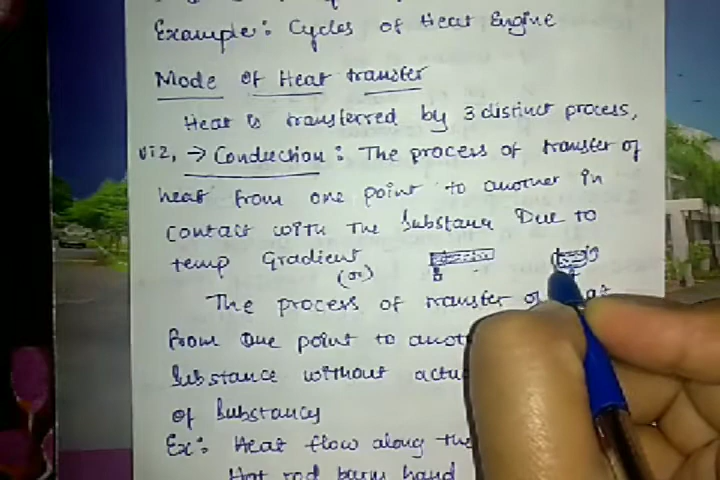 Example: Cycles of Heat Engine
Mode of Heat transfer
Heat is transferred by 3 distinct process,
viz, → Conduction: The process of transfer of
heat from one point to another in
contact with the Substance Due to
temp Gradient
(or)
The process of transfer of
from One point to
Substance without
of Substances
Ex: Heat flow along the
Hot rod burn hand